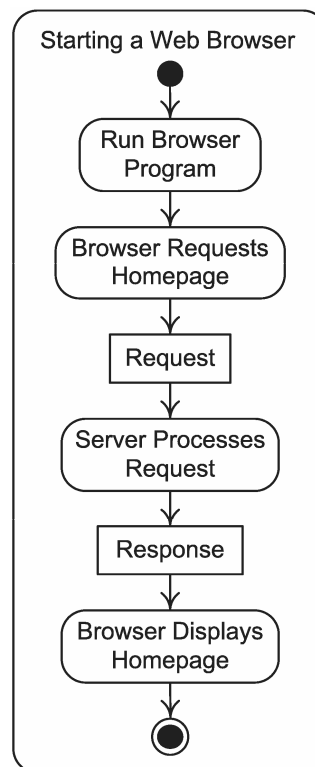 Starting a Web Browser
Run Browser
Program
Browser Requests
Homepage
Request
Server Processes
Request
Response
Browser Displays
Homepage